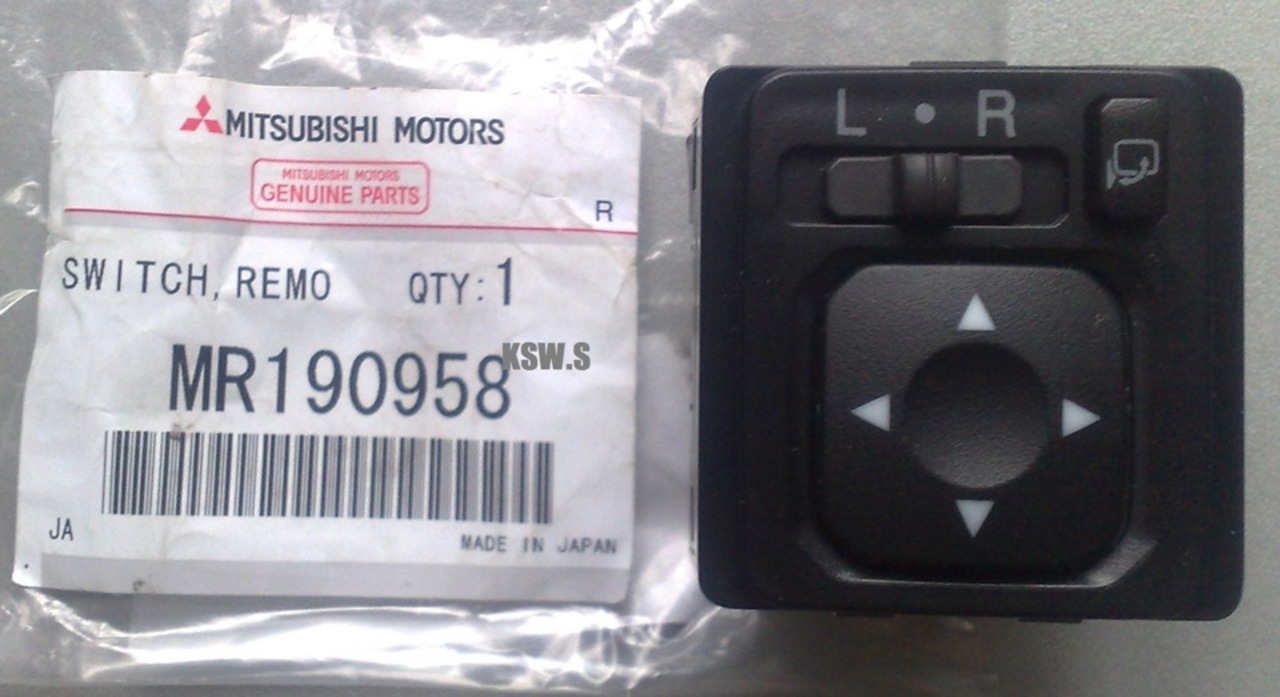 MITSUBISHI MOTORS
MITSUBISHI MOTORS
GENUINE PARTS
R
SWITCH, REMO QTY: 1
MR190958
KSW.S
JA
MADE IN JAPAN
L • R